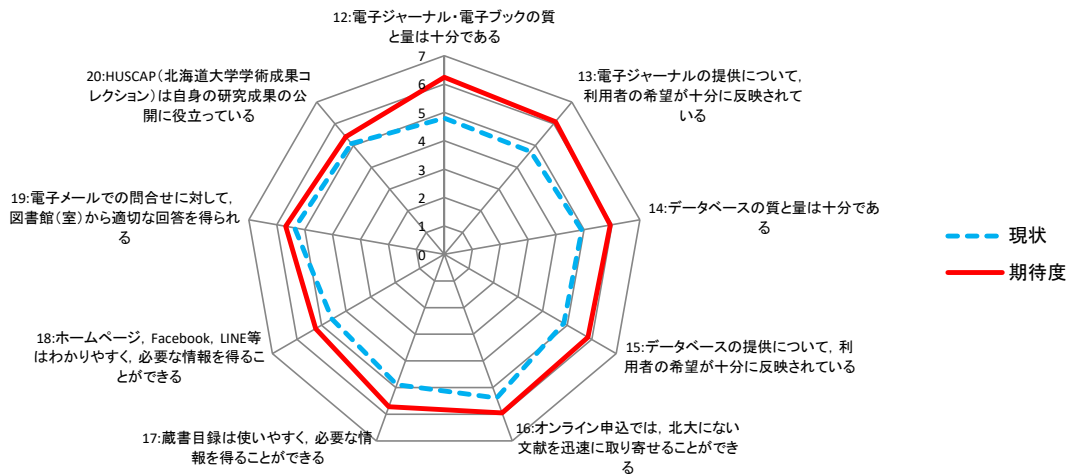 12:電子ジャーナル・電子ブックの質
と量は十分である
13:電子ジャーナルの提供について,
利用者の希望が十分に反映されて
いる
14:データベースの質と量は十分であ
る
15:データベースの提供について, 利
用者の希望が十分に反映されている
16:オンライン申込では, 北大にない
文献を迅速に取り寄せることができ
る
17:蔵書目録は使いやすく, 必要な情
報を得ることができる
18:ホームページ, Facebook, LINE等
はわかりやすく, 必要な情報を得るこ
とができる
19:電子メールでの問合せに対して,
図書館(室)から適切な回答を得られ
る
20:HUSCAP(北海道大学学術成果コ
レクション)は自身の研究成果の公
開に役立っている
7
6
5
4
3
2
1
0
現状
期待度